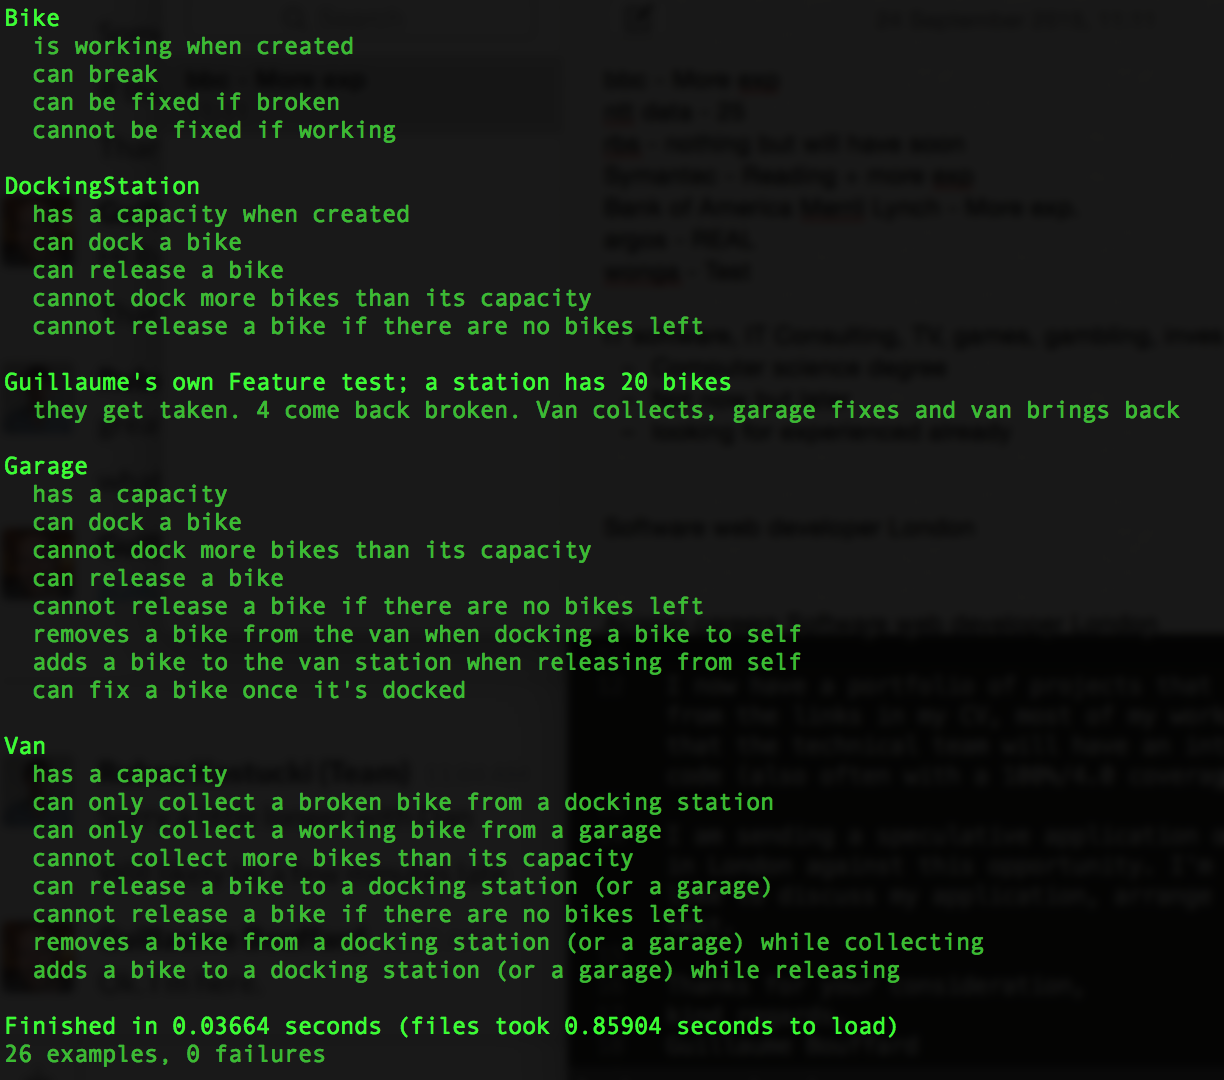 Bike
is working when created
can break
can be fixed if broken
cannot be fixed if working
DockingStation
has a capacity when created
can dock a bike
can release a bike
cannot dock more bikes than its capacity
cannot release a bike if there are no bikes left
Guillaume's own Feature test; a station has 20 bikes
they get taken. 4 come back broken. Van collects, garage fixes and van brings back
Garage
has a capacity
can dock a bike
cannot dock more bikes than its capacity
can release a bike
cannot release a bike if there are no bikes left
removes a bike from the van when docking a bike to self
adds a bike to the van station when releasing from self
can fix a bike once it's docked
Van
has a capacity
can only collect a broken bike from a docking station
can only collect a working bike from a garage
cannot collect more bikes than its capacity
can release a bike to a docking station (or a garage)
cannot release a bike if there are no bikes left
removes a bike from a docking station (or a garage) while collecting
adds a bike to a docking station (or a garage) while releasing
Finished in 0.03664 seconds (files took 0.85904 seconds to load)
26 examples, 0 failures